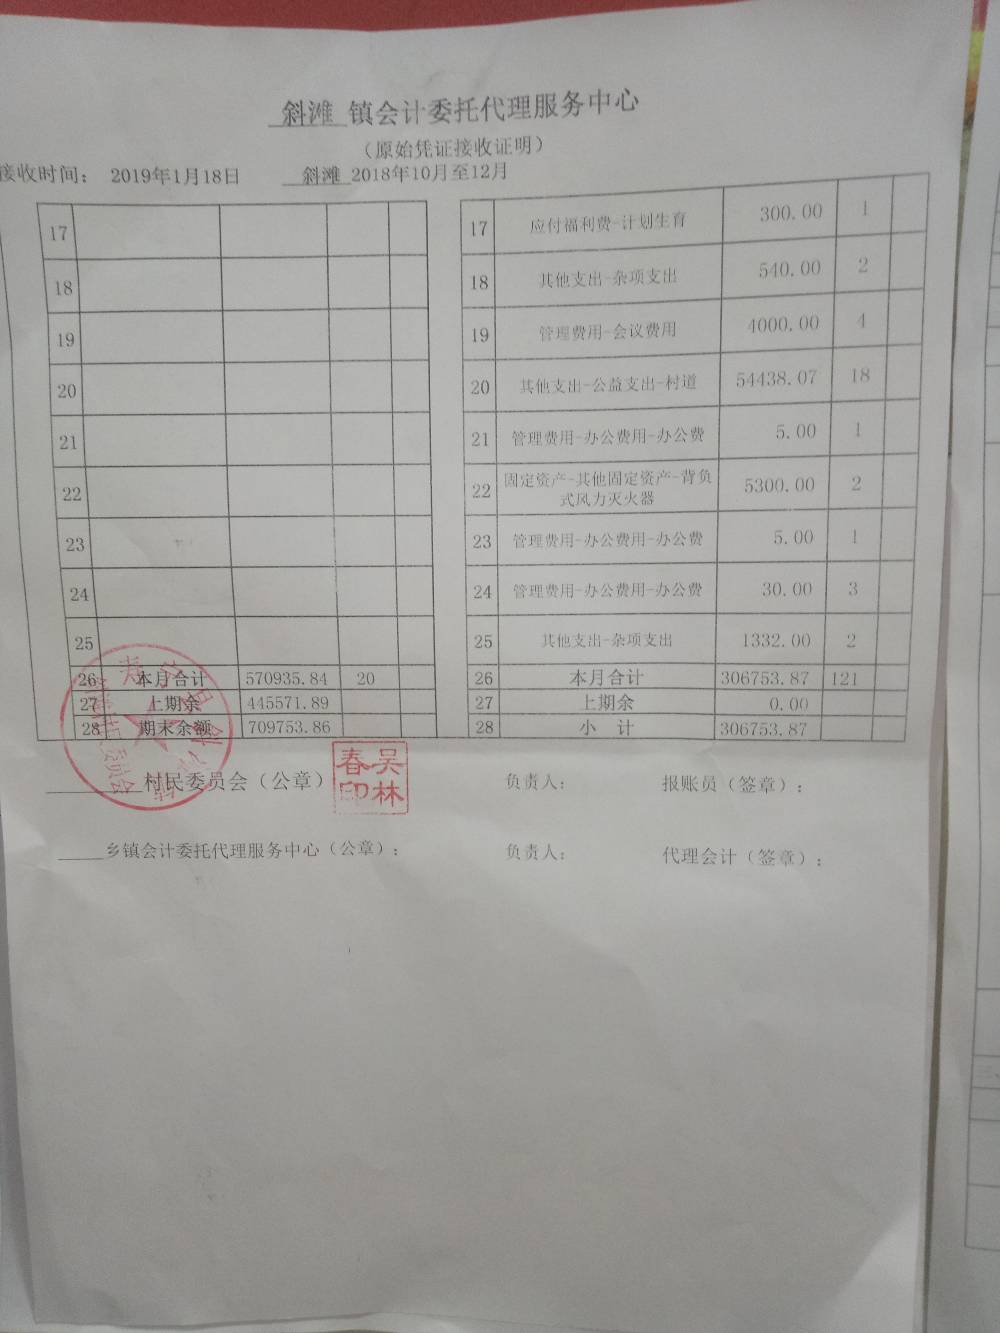 斜滩 镇会计委托代理服务中心
（原始凭证接收证明）
接收时间： 2019年1月18日 斜滩 2018年10月至12月
17 17 应付福利费-计划生育 300.00 1
18 18 其他支出-杂项支出 540.00 2
19 19 管理费用-会议费用 4000.00 4
20 20 其他支出-公益支出-村道 54438.07 18
21 21 管理费用-办公费用-办公费 5.00 1
22 22 固定资产-其他固定资产-背负式风力灭火器 5300.00 2
23 23 管理费用-办公费用-办公费 5.00 1
24 24 管理费用-办公费用-办公费 30.00 3
25 25 其他支出-杂项支出 1332.00 2
26 本月合计 570935.84 20 26 本月合计 306753.87 121
27 上期余 445571.89 27 上期余 0.00
28 期末余额 709753.86 28 小 计 306753.87
村民委员会（公章） 负责人： 报账员（签章）：
吴林春印
乡镇会计委托代理服务中心（公章）： 负责人： 代理会计（签章）：